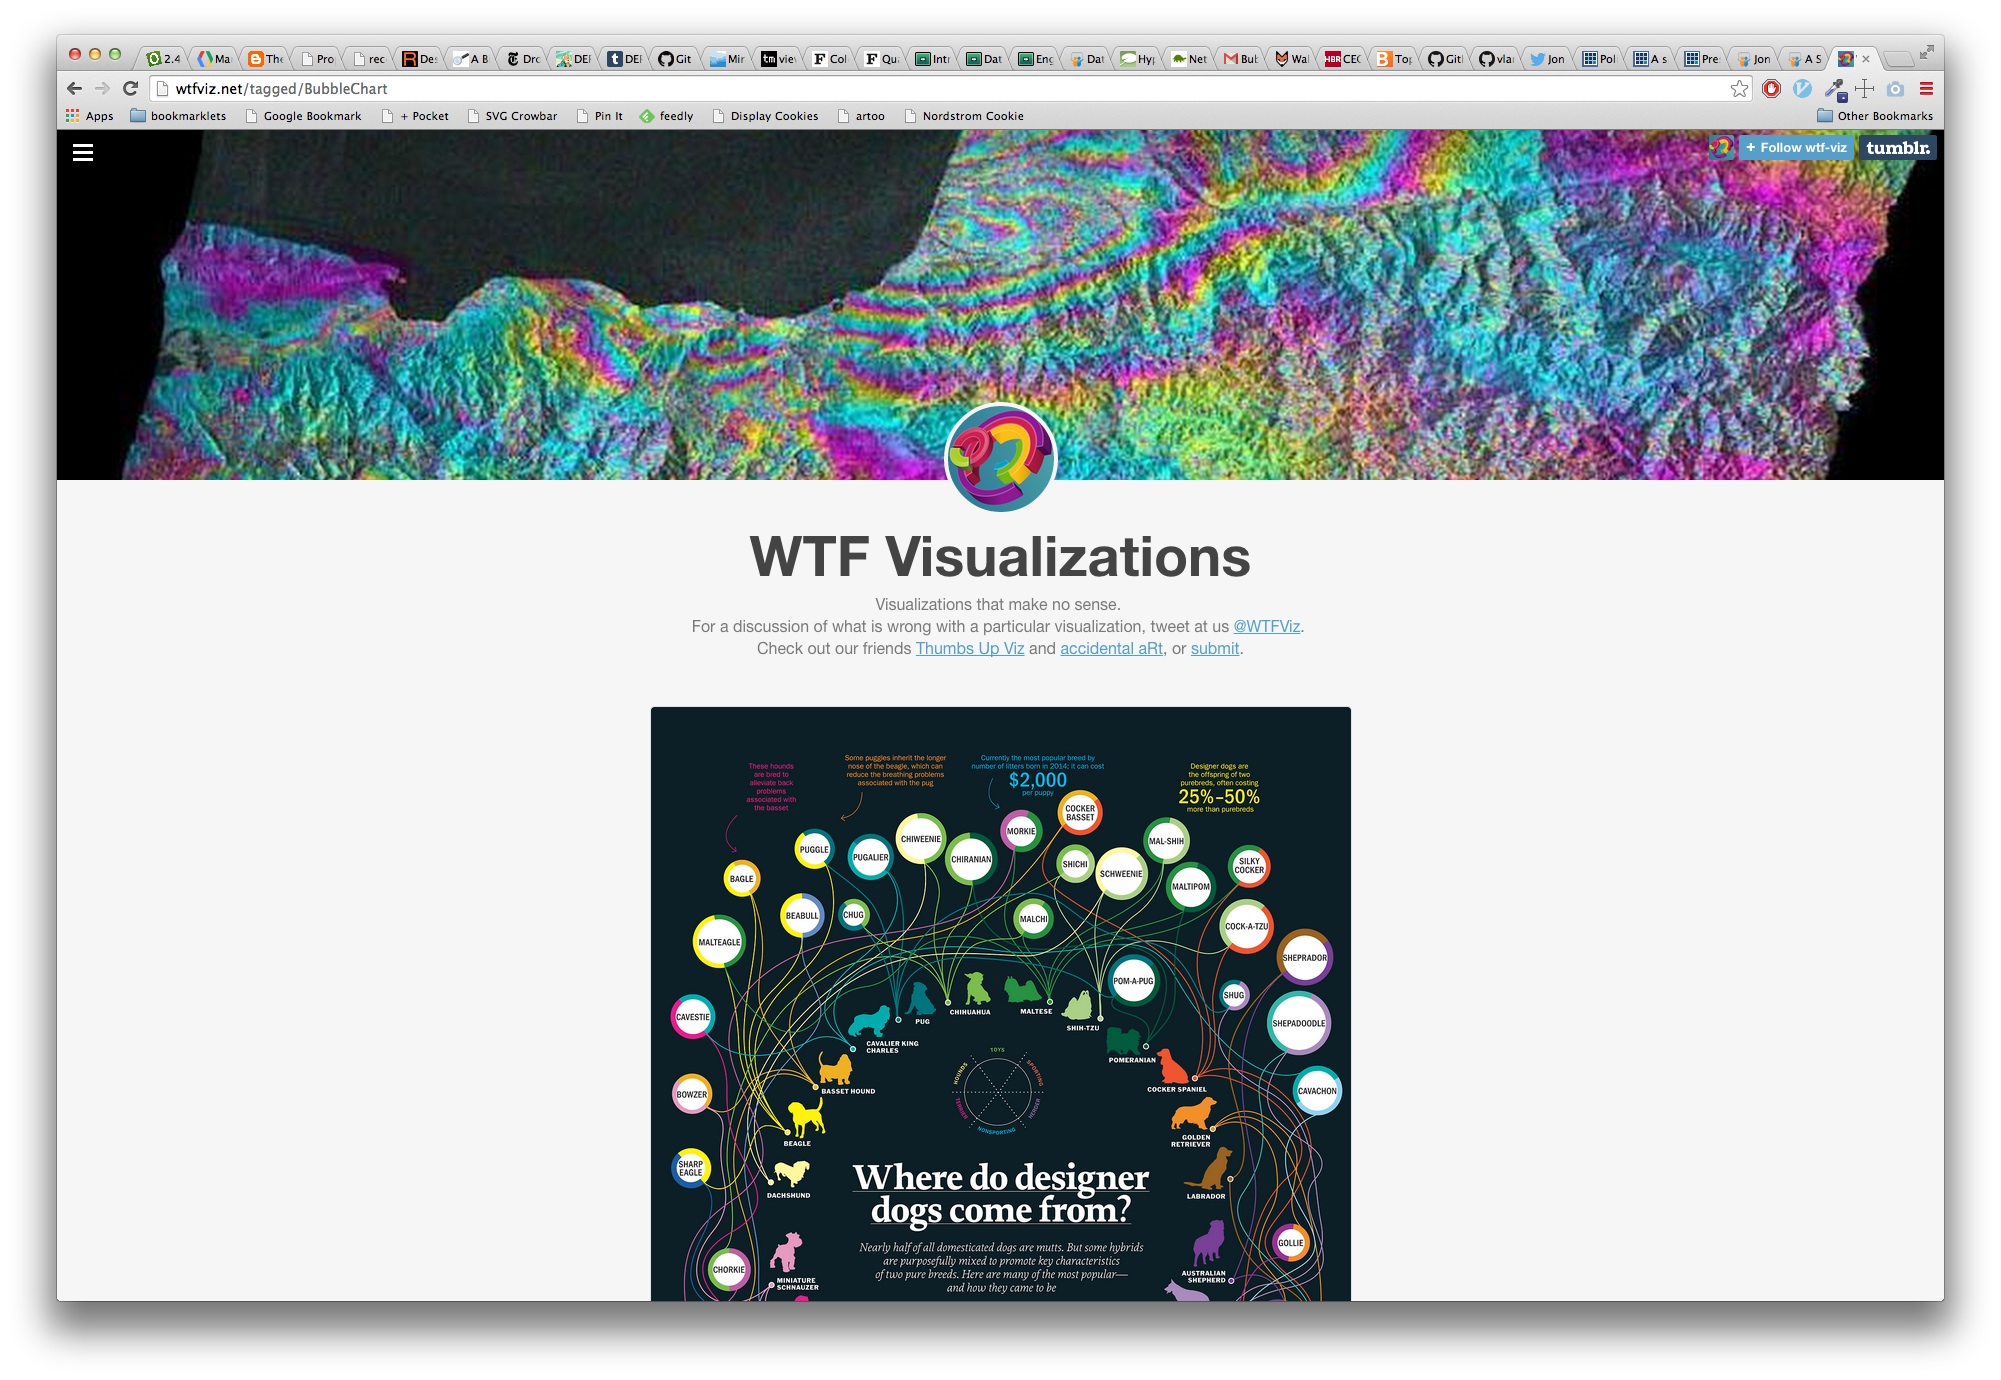 2.4 Ma The Pro rec De: A B Dro DEI DEI Git Mir tm vie F Col F Qu Intr Dat Eng Dat Hyp Net Bul Wal HBR CEC Top Git vla Jon Pol A s Pre Jon A S
wtfviz.net/tagged/BubbleChart
Apps bookmarklets Google Bookmark + Pocket SVG Crowbar Pin It feedly Display Cookies artoo Nordstrom Cookie Other Bookmarks
+ Follow wtf-viz tumblr.
WTF Visualizations
Visualizations that make no sense.
For a discussion of what is wrong with a particular visualization, tweet at us @WTFViz.
Check out our friends Thumbs Up Viz and accidental aRt, or submit.
These hounds
are bred to
alleviate back
problems
associated with
the basset
Some puggles inherit the longer
nose of the beagle, which can
reduce the breathing problems
associated with the pug
Currently the most popular breed by
number of litters born in 2014; it can cost
$2,000
per puppy
Designer dogs are
the offspring of two
purebreds, often costing
25%–50%
more than purebreds
COCKER
BASSET
MORKIE
CHIWEENIE
PUGGLE
PUGALIER
CHIRANIAN
SHICHI
SCHWEENIE
MAL-SHIH
MALTIPOM
SILKY
COCKER
BAGLE
BEABULL
CHUG
MALCHI
COCK-A-TZU
MALTEAGLE
SHEPRADOR
POM-A-PUG
SHUG
CAVESTIE
SHEPADOODLE
PUG
CHIHUAHUA
MALTESE
SHIH-TZU
CAVALIER KING
CHARLES
POMERANIAN
COCKER SPANIEL
BASSET HOUND
TOYS
SPORTING
HERDER
NONSPORTING
TERRIER
HOUNDS
BOWZER
CAVACHON
BEAGLE
GOLDEN
RETRIEVER
SHARP
EAGLE
DACHSHUND
LABRADOR
Where do designer
dogs come from?
Nearly half of all domesticated dogs are mutts. But some hybrids
are purposefully mixed to promote key characteristics
of two pure breeds. Here are many of the most popular—
and how they came to be
GOLLIE
CHORKIE
MINIATURE
SCHNAUZER
AUSTRALIAN
SHEPHERD